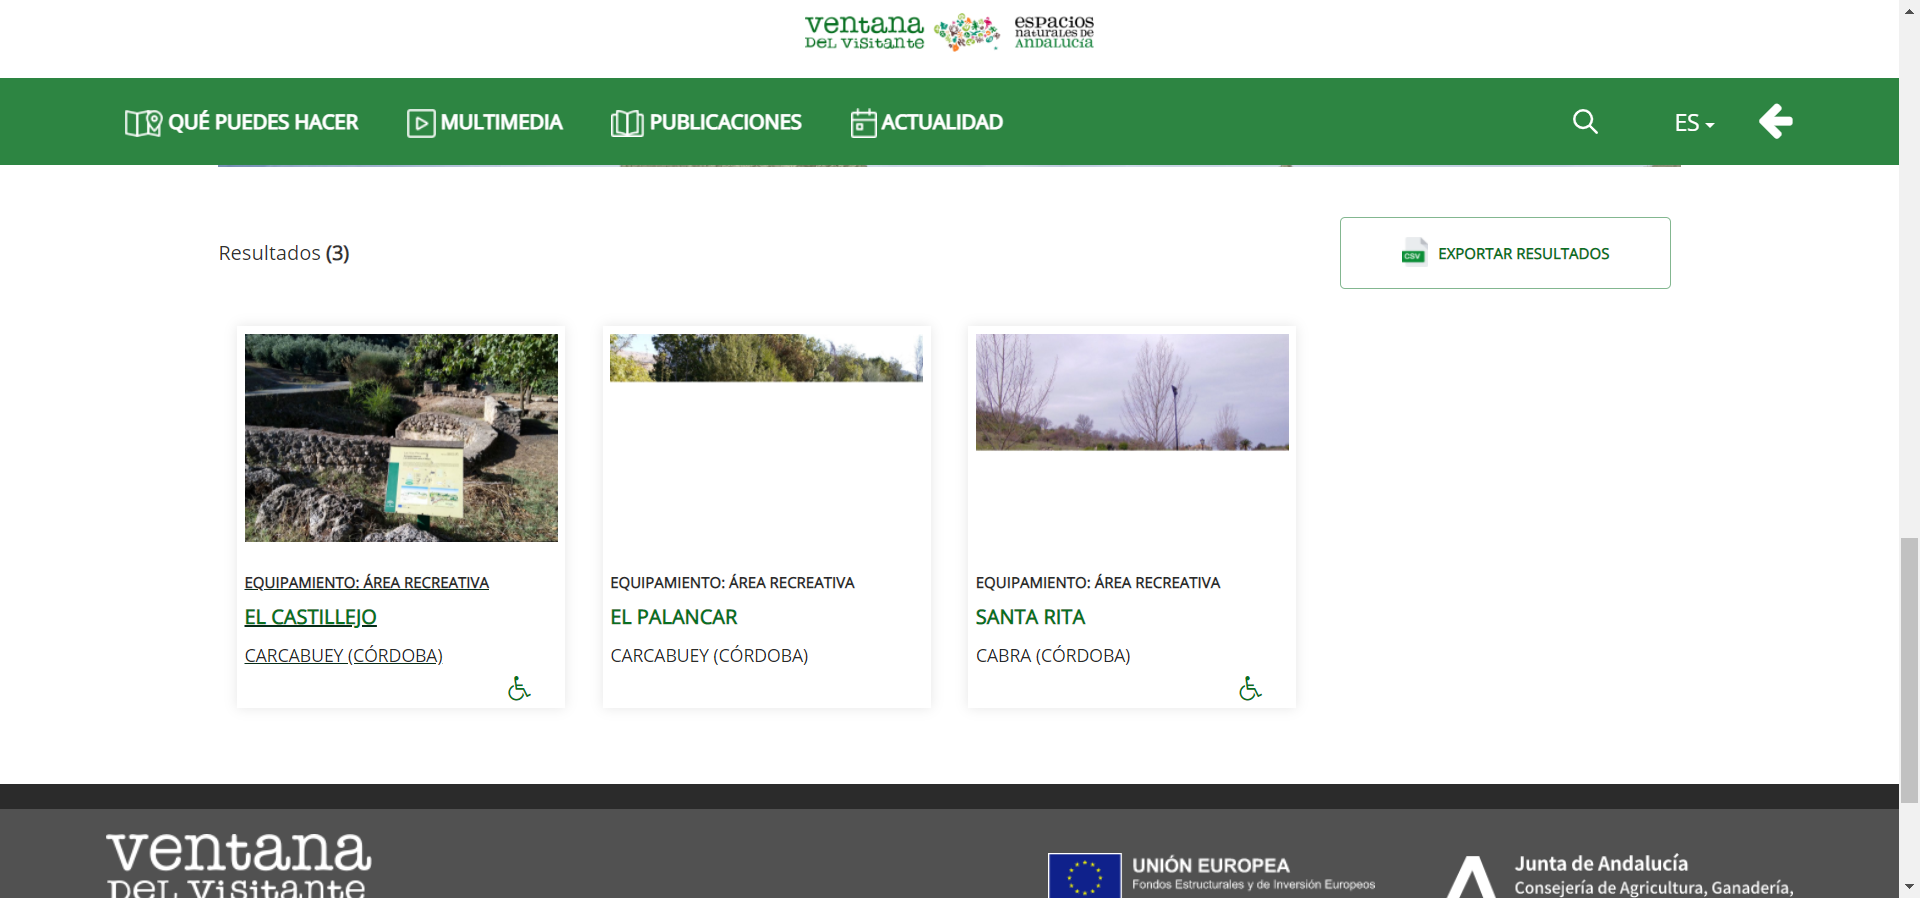 ventana
DEL VISITANTE
ESPACIOS
NATURALES DE
ANDALUCÍA
QUÉ PUEDES HACER
MULTIMEDIA
PUBLICACIONES
ACTUALIDAD
ES
Resultados (3)
CSV
EXPORTAR RESULTADOS
EQUIPAMIENTO: ÁREA RECREATIVA
EL CASTILLEJO
CARCABUEY (CÓRDOBA)
EQUIPAMIENTO: ÁREA RECREATIVA
EL PALANCAR
CARCABUEY (CÓRDOBA)
EQUIPAMIENTO: ÁREA RECREATIVA
SANTA RITA
CABRA (CÓRDOBA)
ventana
DEL VISITANTE
UNIÓN EUROPEA
Fondos Estructurales y de Inversión Europeos
Junta de Andalucía
Consejería de Agricultura, Ganadería,